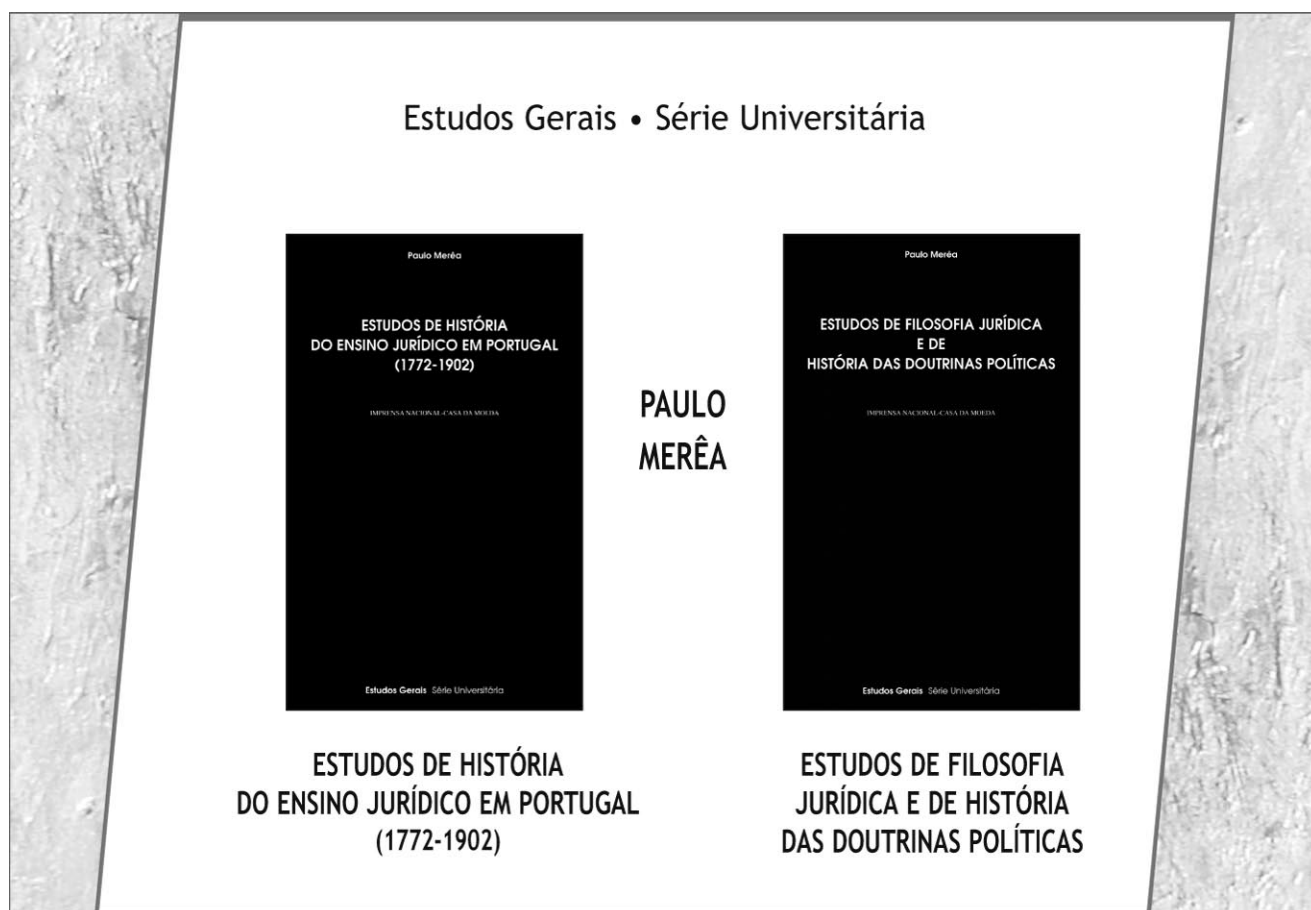 Estudos Gerais • Série Universitária
Paulo Merêa
ESTUDOS DE HISTÓRIA
DO ENSINO JURÍDICO EM PORTUGAL
(1772-1902)
IMPRENSA NACIONAL-CASA DA MOEDA
Estudos Gerais Série Universitária
PAULO
MERÊA
Paulo Merêa
ESTUDOS DE FILOSOFIA JURÍDICA
E DE
HISTÓRIA DAS DOUTRINAS POLÍTICAS
IMPRENSA NACIONAL-CASA DA MOEDA
Estudos Gerais Série Universitária
ESTUDOS DE HISTÓRIA
DO ENSINO JURÍDICO EM PORTUGAL
(1772-1902)
ESTUDOS DE FILOSOFIA
JURÍDICA E DE HISTÓRIA
DAS DOUTRINAS POLÍTICAS